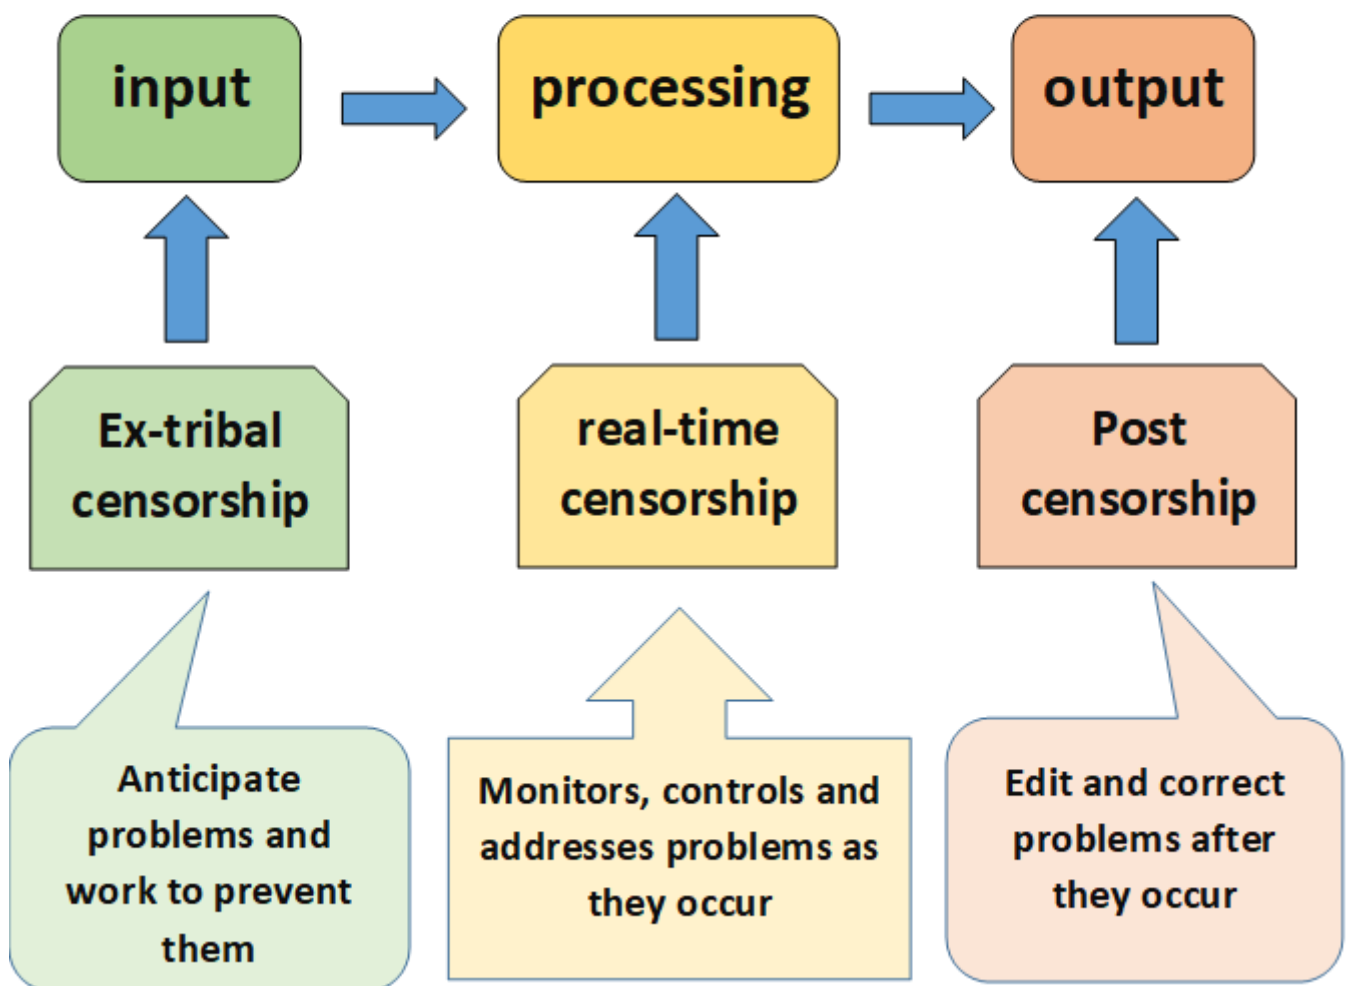 input
processing
output
Ex-tribal
censorship
real-time
censorship
Post
censorship
Anticipate
problems and
work to prevent
them
Monitors, controls and
addresses problems as
they occur
Edit and correct
problems after
they occur